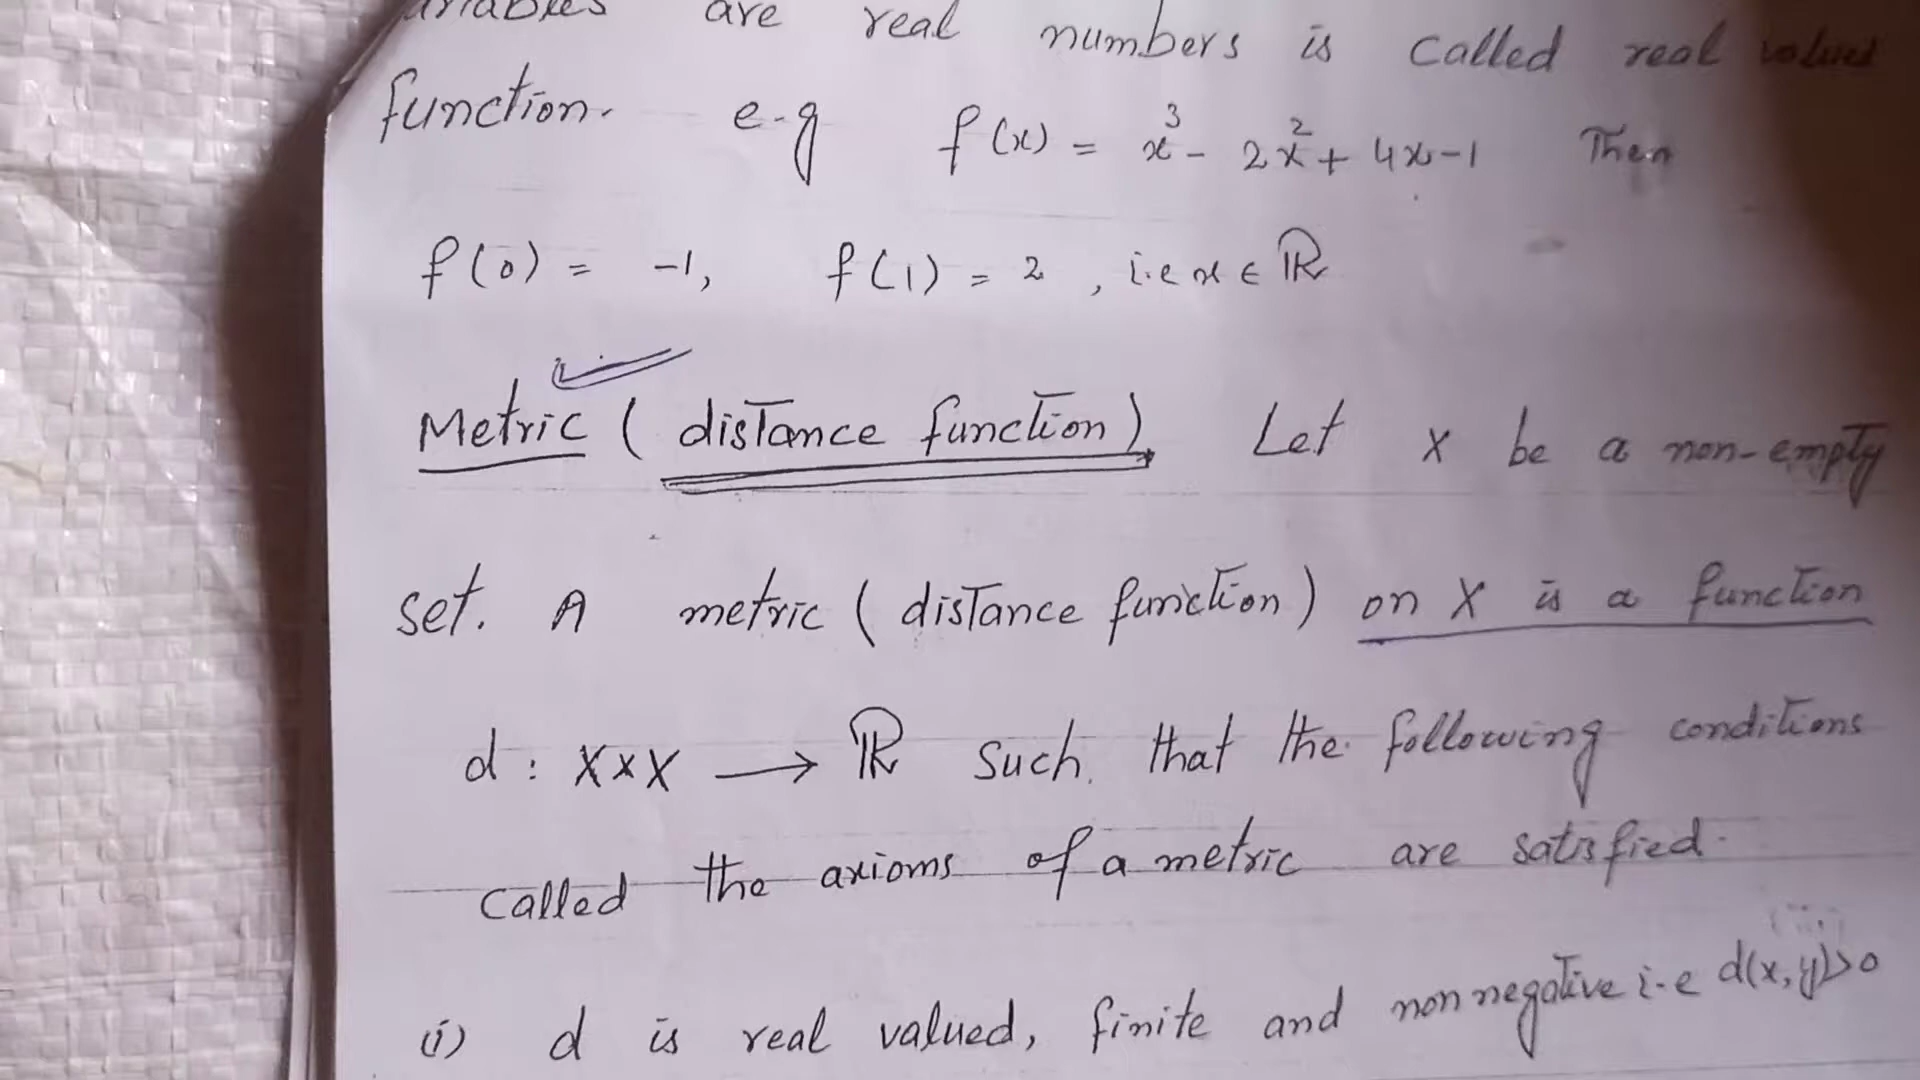 ariables are real numbers is called real valued
function. e.g f(x) = x³ - 2x² + 4x-1 Then
f(0) = -1, f(1) = 2, i.e x ∈ ℝ
Metric (distance function) Let X be a non-empty
set. A metric (distance function) on X is a function
d : X×X ⟶ ℝ such that the following conditions
called the axioms of a metric are satisfied.
(i) d is real valued, finite and non negative i.e d(x,y)>0